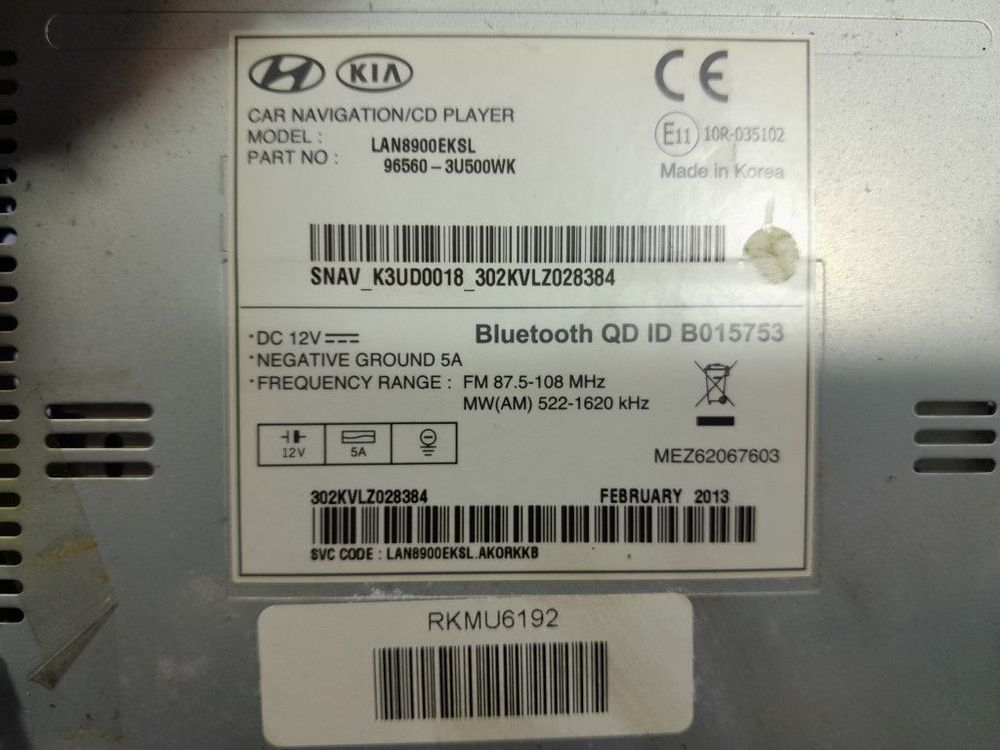 KIA
CE
CAR NAVIGATION/CD PLAYER
MODEL : LAN8900EKSL
PART NO : 96560-3U500WK
E11 10R-035102
Made in Korea
SNAV_K3UD0018_302KVLZ028384
·DC 12V
Bluetooth QD ID B015753
·NEGATIVE GROUND 5A
·FREQUENCY RANGE : FM 87.5-108 MHz
MW(AM) 522-1620 kHz
12V 5A
MEZ62067603
302KVLZ028384 FEBRUARY 2013
SVC CODE : LAN8900EKSL.AKORKKB
RKMU6192